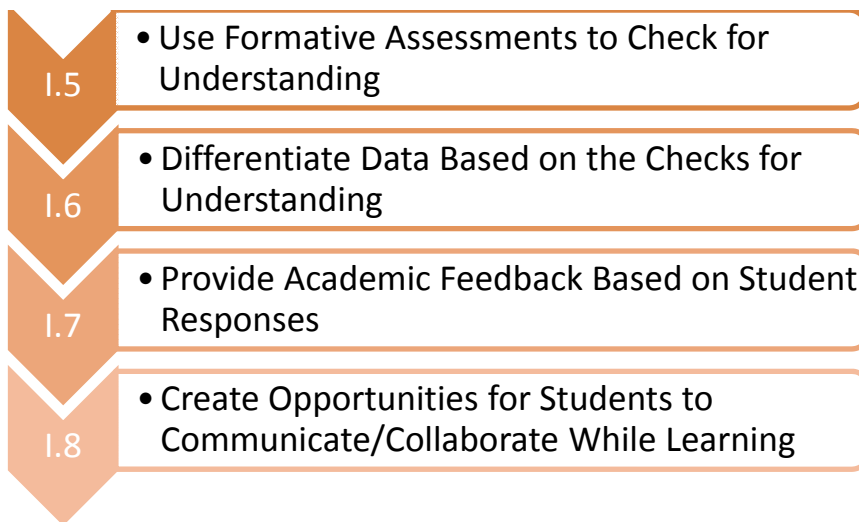 I.5
• Use Formative Assessments to Check for
Understanding
I.6
• Differentiate Data Based on the Checks for
Understanding
I.7
• Provide Academic Feedback Based on Student
Responses
I.8
• Create Opportunities for Students to
Communicate/Collaborate While Learning